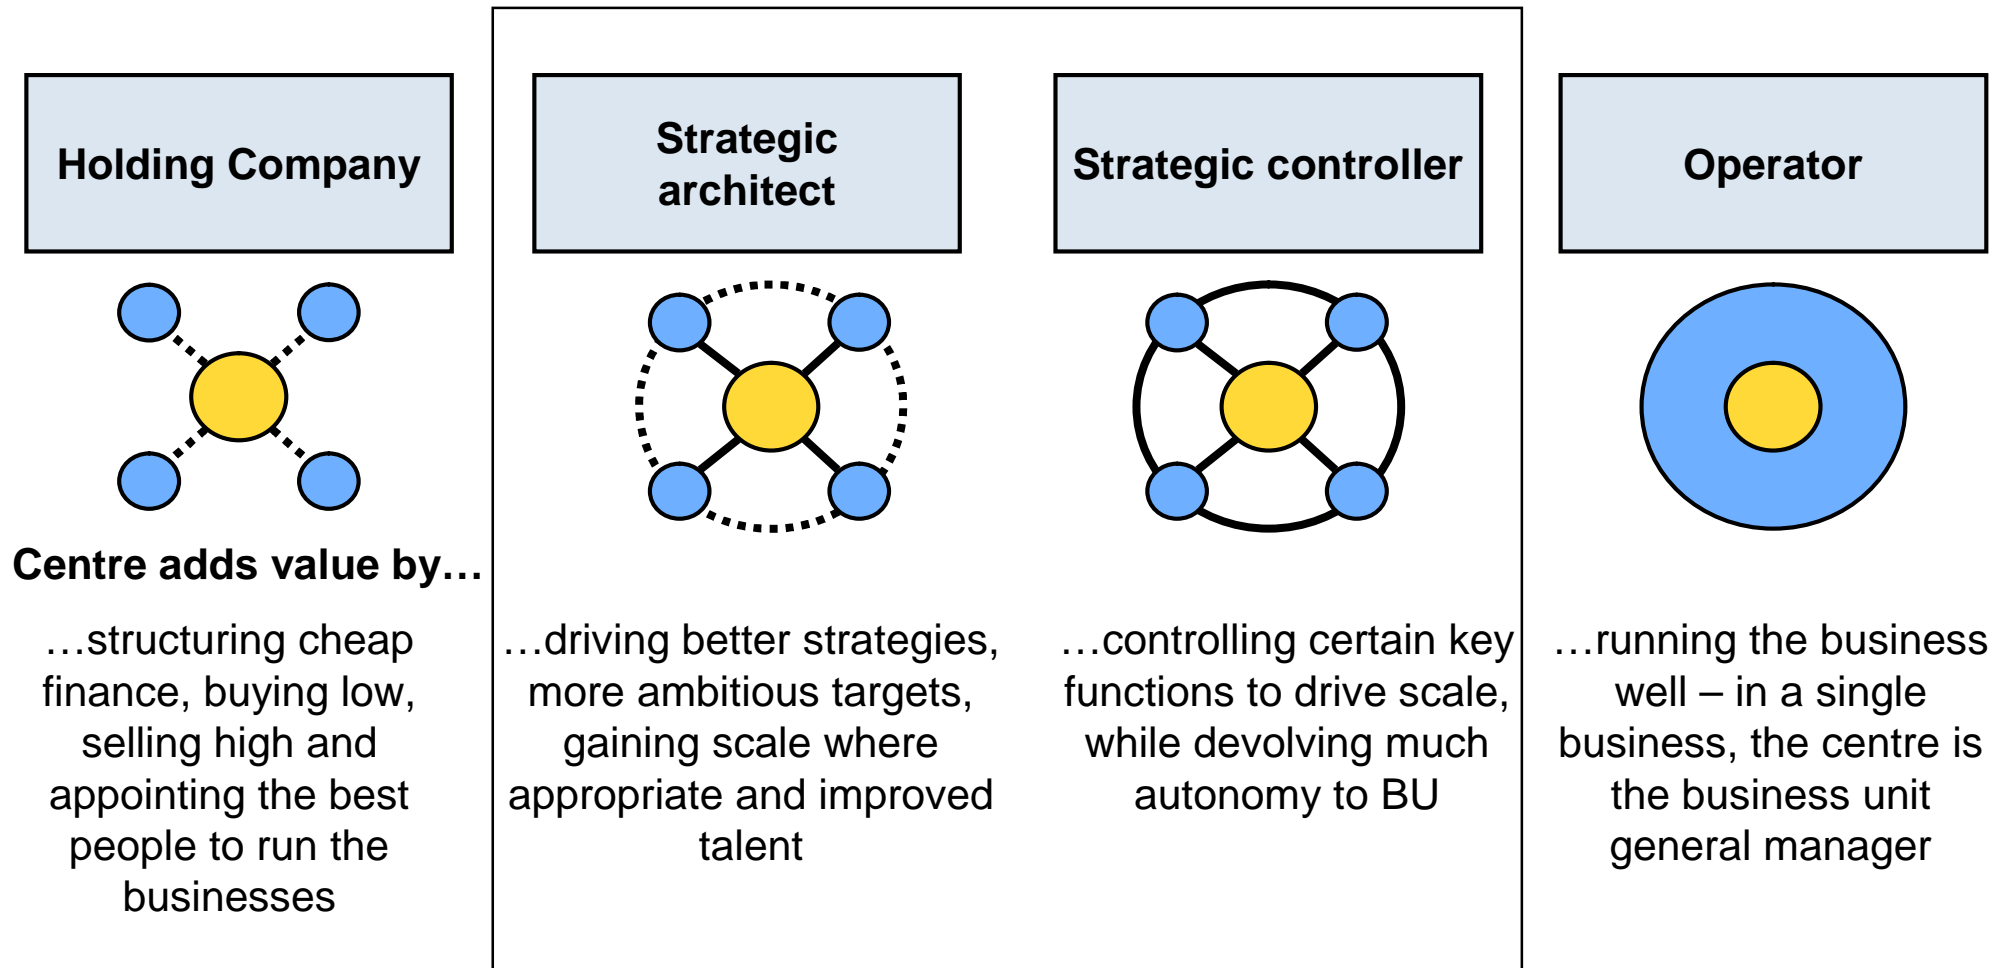 Holding Company
Strategic
architect
Strategic controller
Operator
Centre adds value by…
…structuring cheap
finance, buying low,
selling high and
appointing the best
people to run the
businesses
…driving better strategies,
more ambitious targets,
gaining scale where
appropriate and improved
talent
…controlling certain key
functions to drive scale,
while devolving much
autonomy to BU
…running the business
well – in a single
business, the centre is
the business unit
general manager